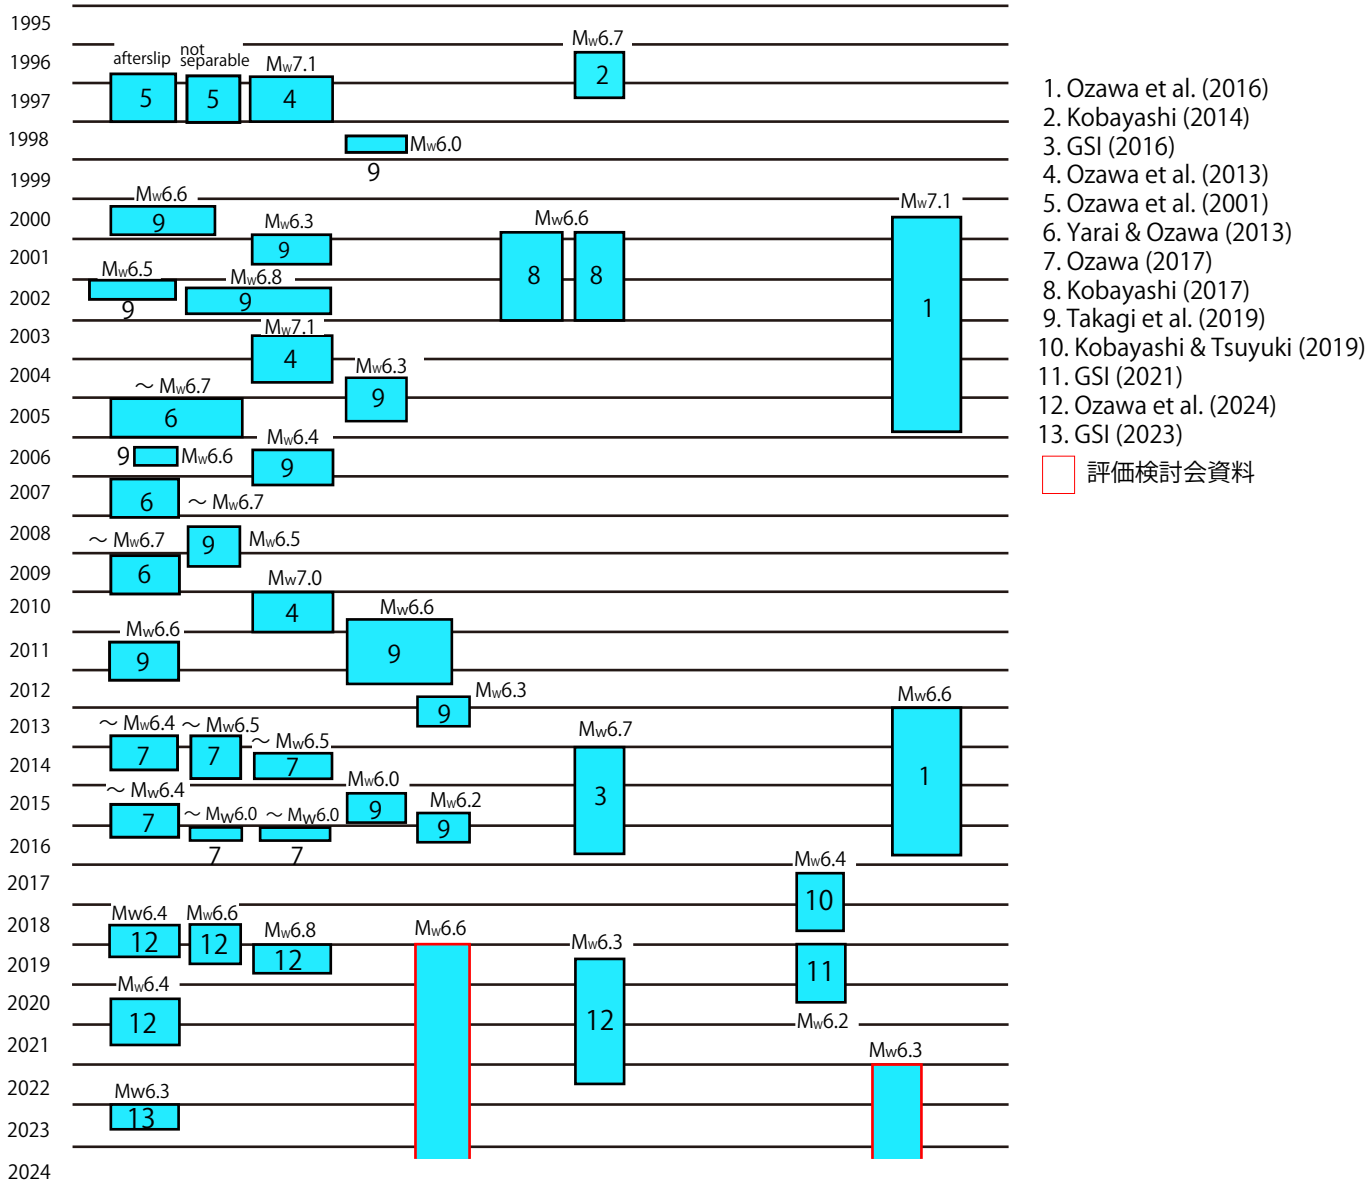 1995
1996
1997
1998
1999
2000
2001
2002
2003
2004
2005
2006
2007
2008
2009
2010
2011
2012
2013
2014
2015
2016
2017
2018
2019
2020
2021
2022
2023
2024
afterslip
not
separable
Mw7.1
Mw6.7
5
5
4
2
Mw6.0
9
Mw6.6
9
Mw6.3
9
Mw6.6
8
8
Mw7.1
1
Mw6.5
9
Mw6.8
9
Mw7.1
4
Mw6.3
9
～ Mw6.7
6
Mw6.4
9
9
Mw6.6
6
～ Mw6.7
9
Mw6.5
～ Mw6.7
6
Mw7.0
4
Mw6.6
9
Mw6.6
9
Mw6.3
9
Mw6.6
1
～ Mw6.4
7
～ Mw6.5
7
～ Mw6.5
7
Mw6.7
3
～ Mw6.4
7
～ Mw6.0
7
～ Mw6.0
7
Mw6.0
9
Mw6.2
9
Mw6.4
10
Mw6.4
12
Mw6.6
12
Mw6.8
12
Mw6.6
Mw6.3
12
11
Mw6.2
Mw6.4
12
Mw6.3
Mw6.3
13
1. Ozawa et al. (2016)
2. Kobayashi (2014)
3. GSI (2016)
4. Ozawa et al. (2013)
5. Ozawa et al. (2001)
6. Yarai & Ozawa (2013)
7. Ozawa (2017)
8. Kobayashi (2017)
9. Takagi et al. (2019)
10. Kobayashi & Tsuyuki (2019)
11. GSI (2021)
12. Ozawa et al. (2024)
13. GSI (2023)
評価検討会資料